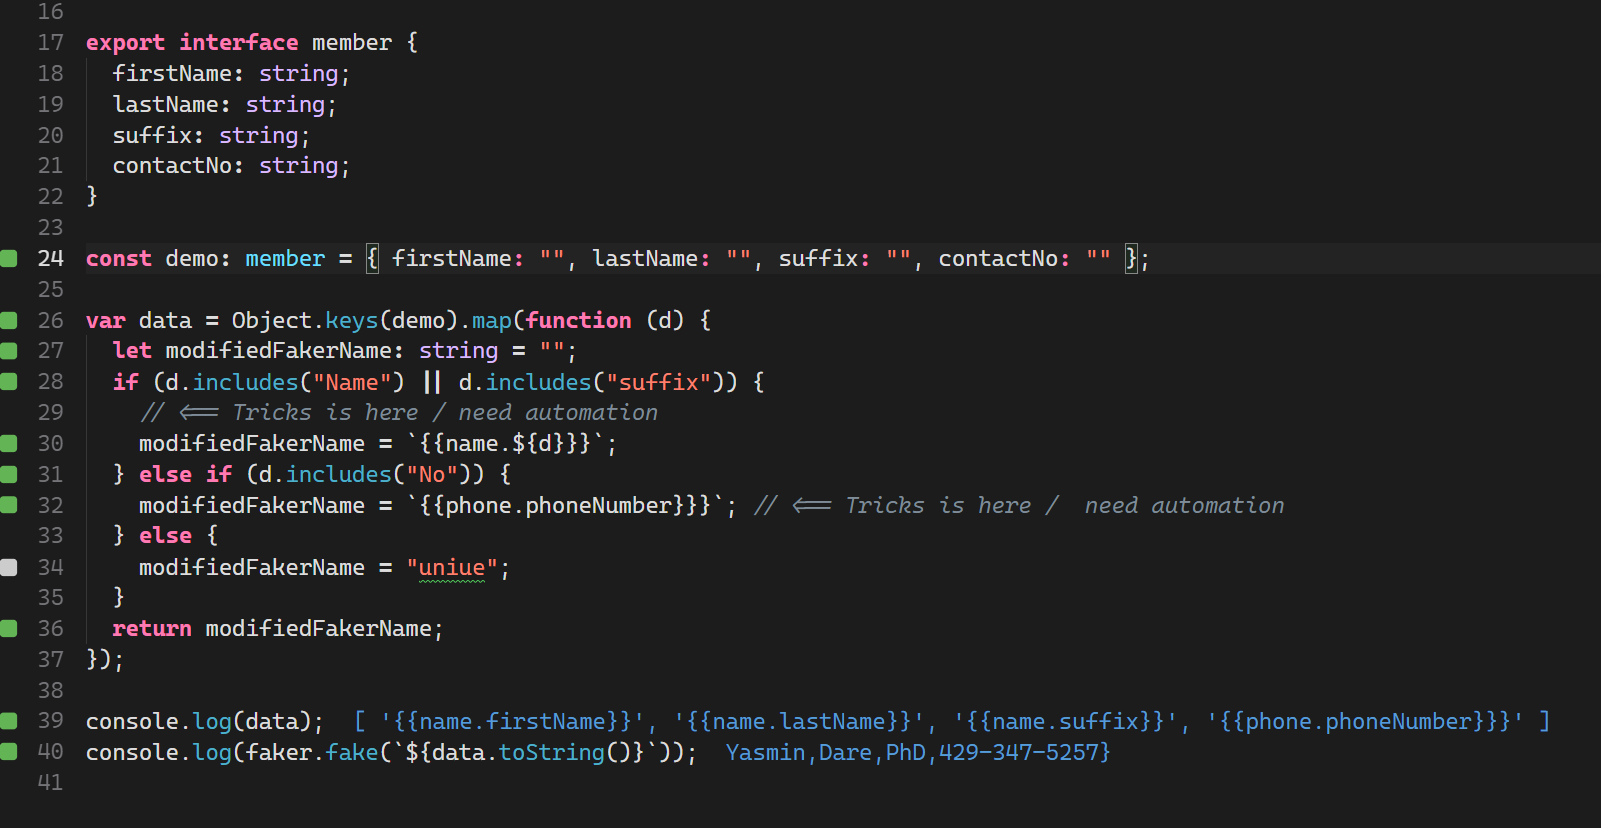 16
17 export interface member {
18   firstName: string;
19   lastName: string;
20   suffix: string;
21   contactNo: string;
22 }
23
24 const demo: member = { firstName: "", lastName: "", suffix: "", contactNo: "" };
25
26 var data = Object.keys(demo).map(function (d) {
27   let modifiedFakerName: string = "";
28   if (d.includes("Name") || d.includes("suffix")) {
29     // <== Tricks is here / need automation
30     modifiedFakerName = `{{name.${d}}}`;
31   } else if (d.includes("No")) {
32     modifiedFakerName = `{{phone.phoneNumber}}}`; // <== Tricks is here /  need automation
33   } else {
34     modifiedFakerName = "uniue";
35   }
36   return modifiedFakerName;
37 });
38
39 console.log(data);  [ '{{name.firstName}}', '{{name.lastName}}', '{{name.suffix}}', '{{phone.phoneNumber}}}' ]
40 console.log(faker.fake(`${data.toString()}`));  Yasmin,Dare,PhD,429-347-5257}
41